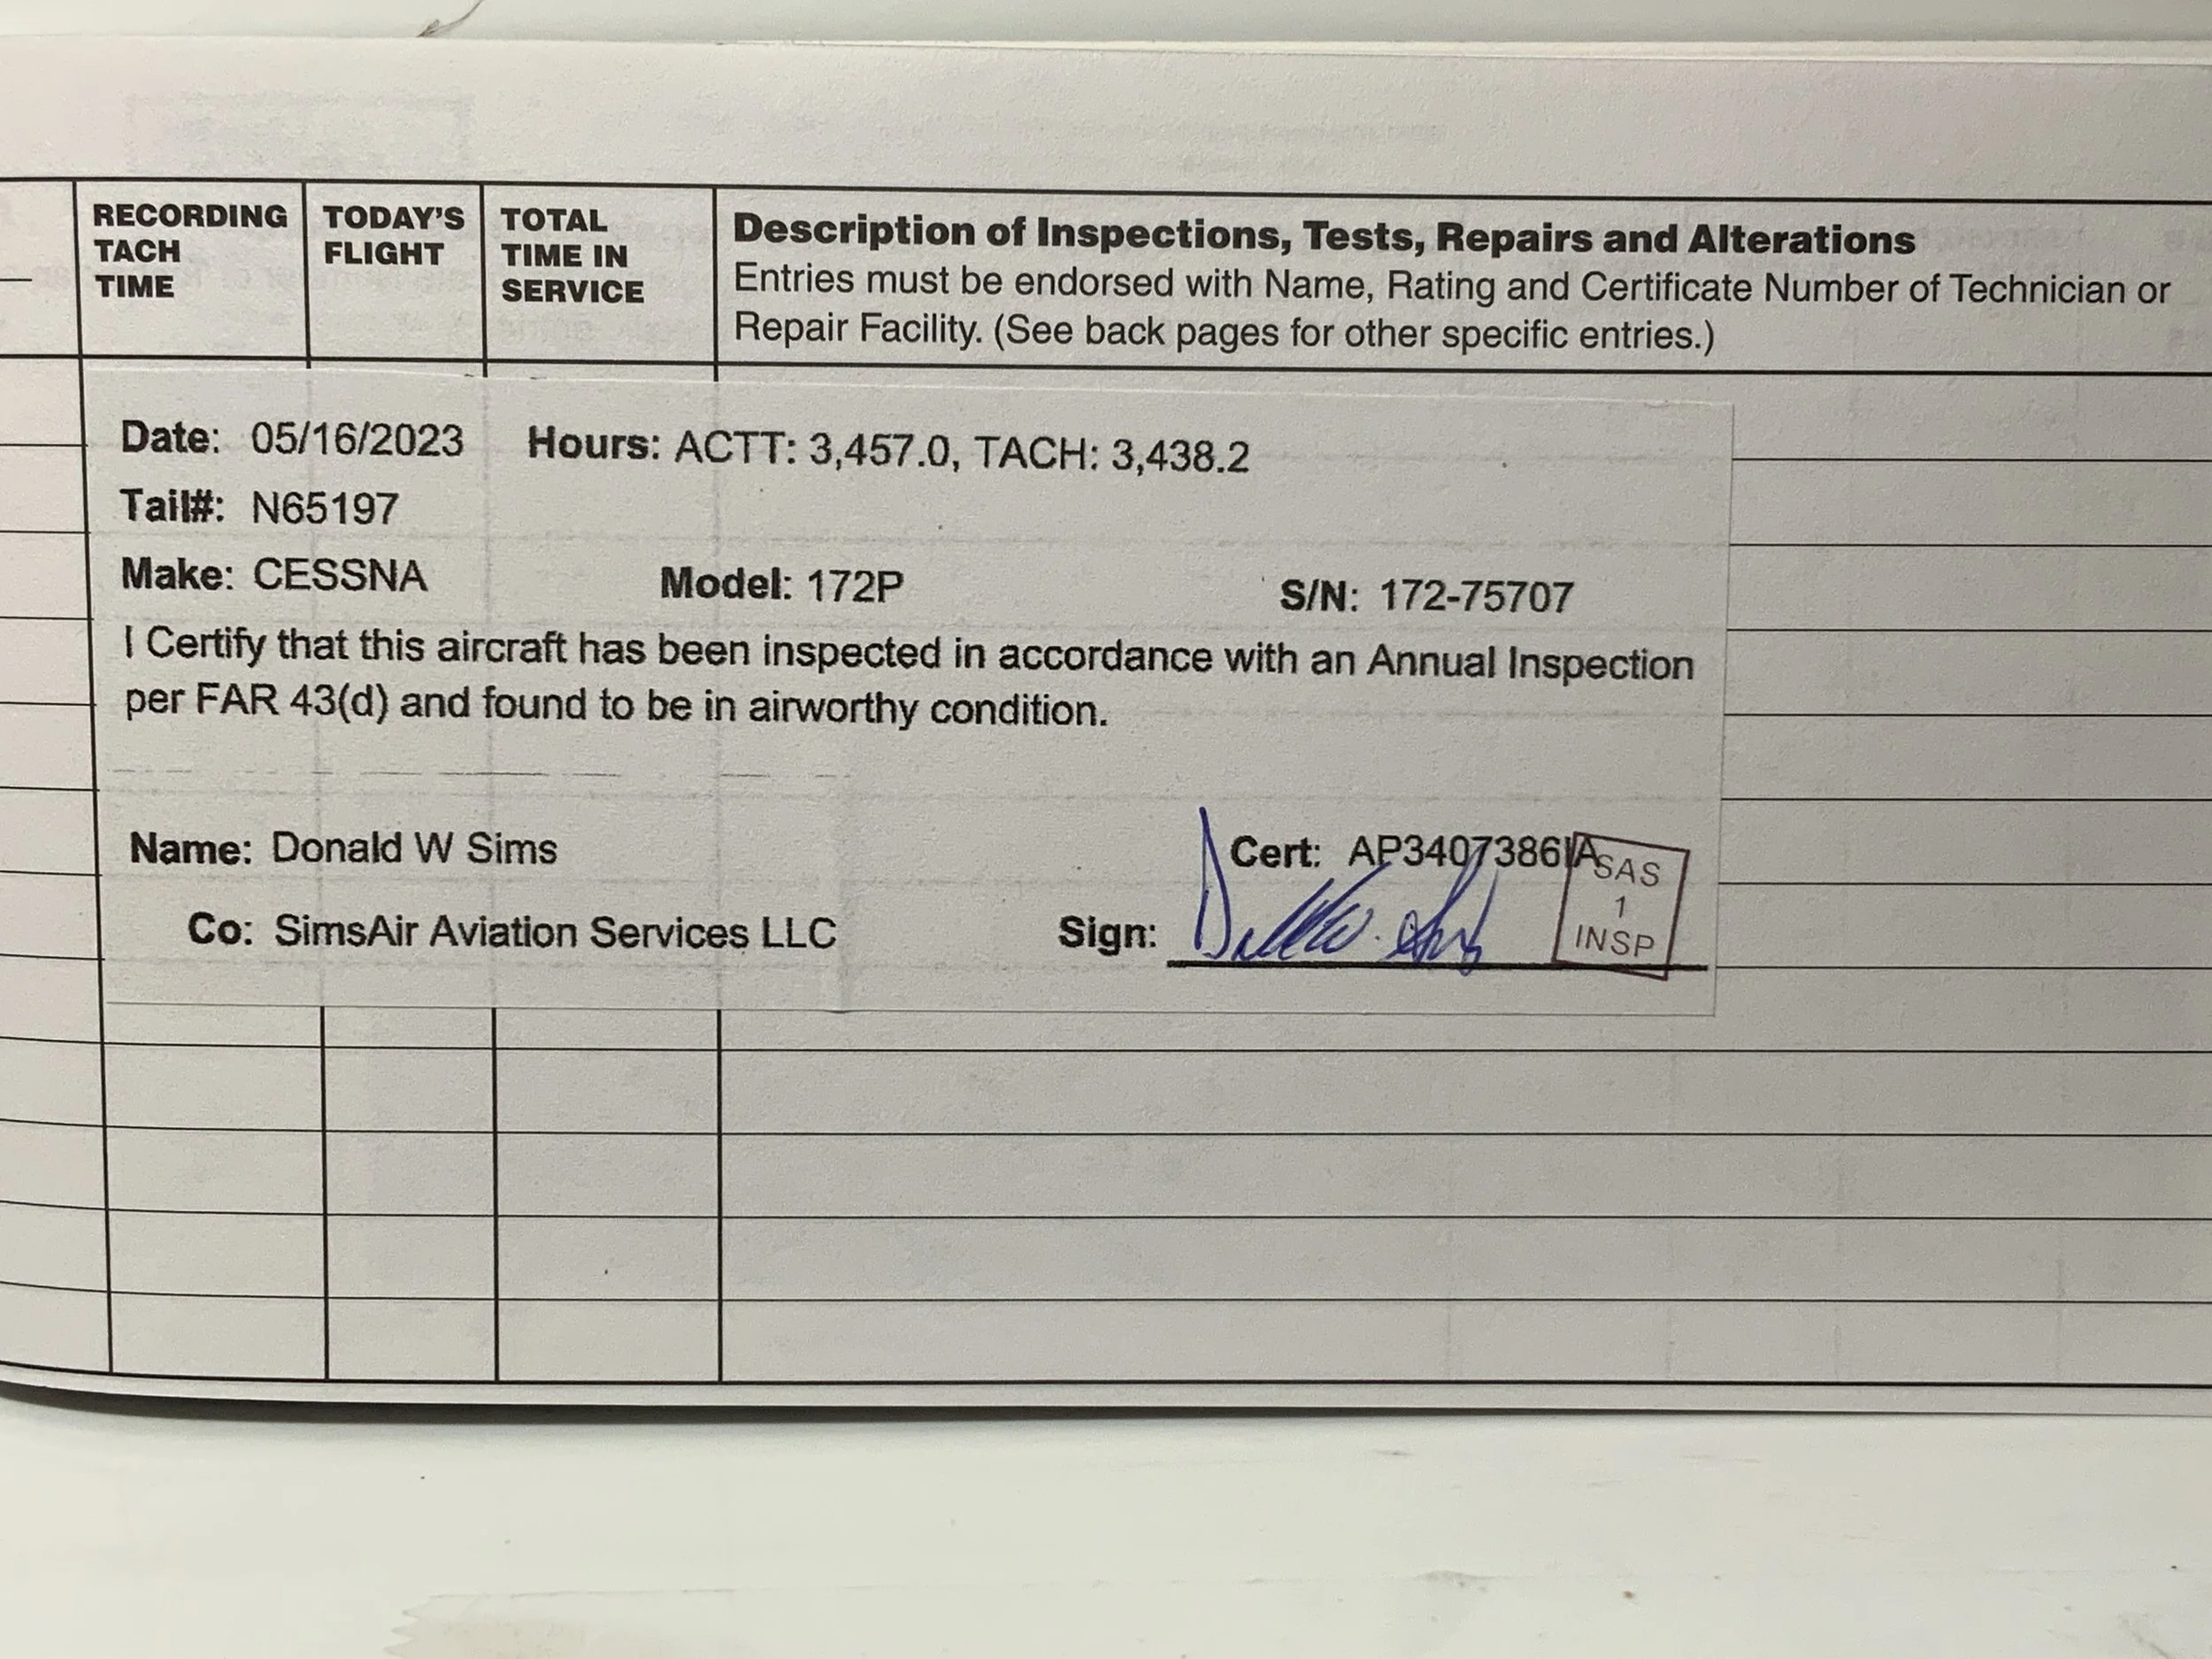 RECORDING TACH TIME
TODAY'S FLIGHT
TOTAL TIME IN SERVICE
Description of Inspections, Tests, Repairs and Alterations
Entries must be endorsed with Name, Rating and Certificate Number of Technician or
Repair Facility. (See back pages for other specific entries.)
Date: 05/16/2023 Hours: ACTT: 3,457.0, TACH: 3,438.2
Tail#: N65197
Make: CESSNA Model: 172P S/N: 172-75707
I Certify that this aircraft has been inspected in accordance with an Annual Inspection
per FAR 43(d) and found to be in airworthy condition.
Name: Donald W Sims Cert: AP3407386IA
Co: SimsAir Aviation Services LLC Sign:
SAS
1
INSP